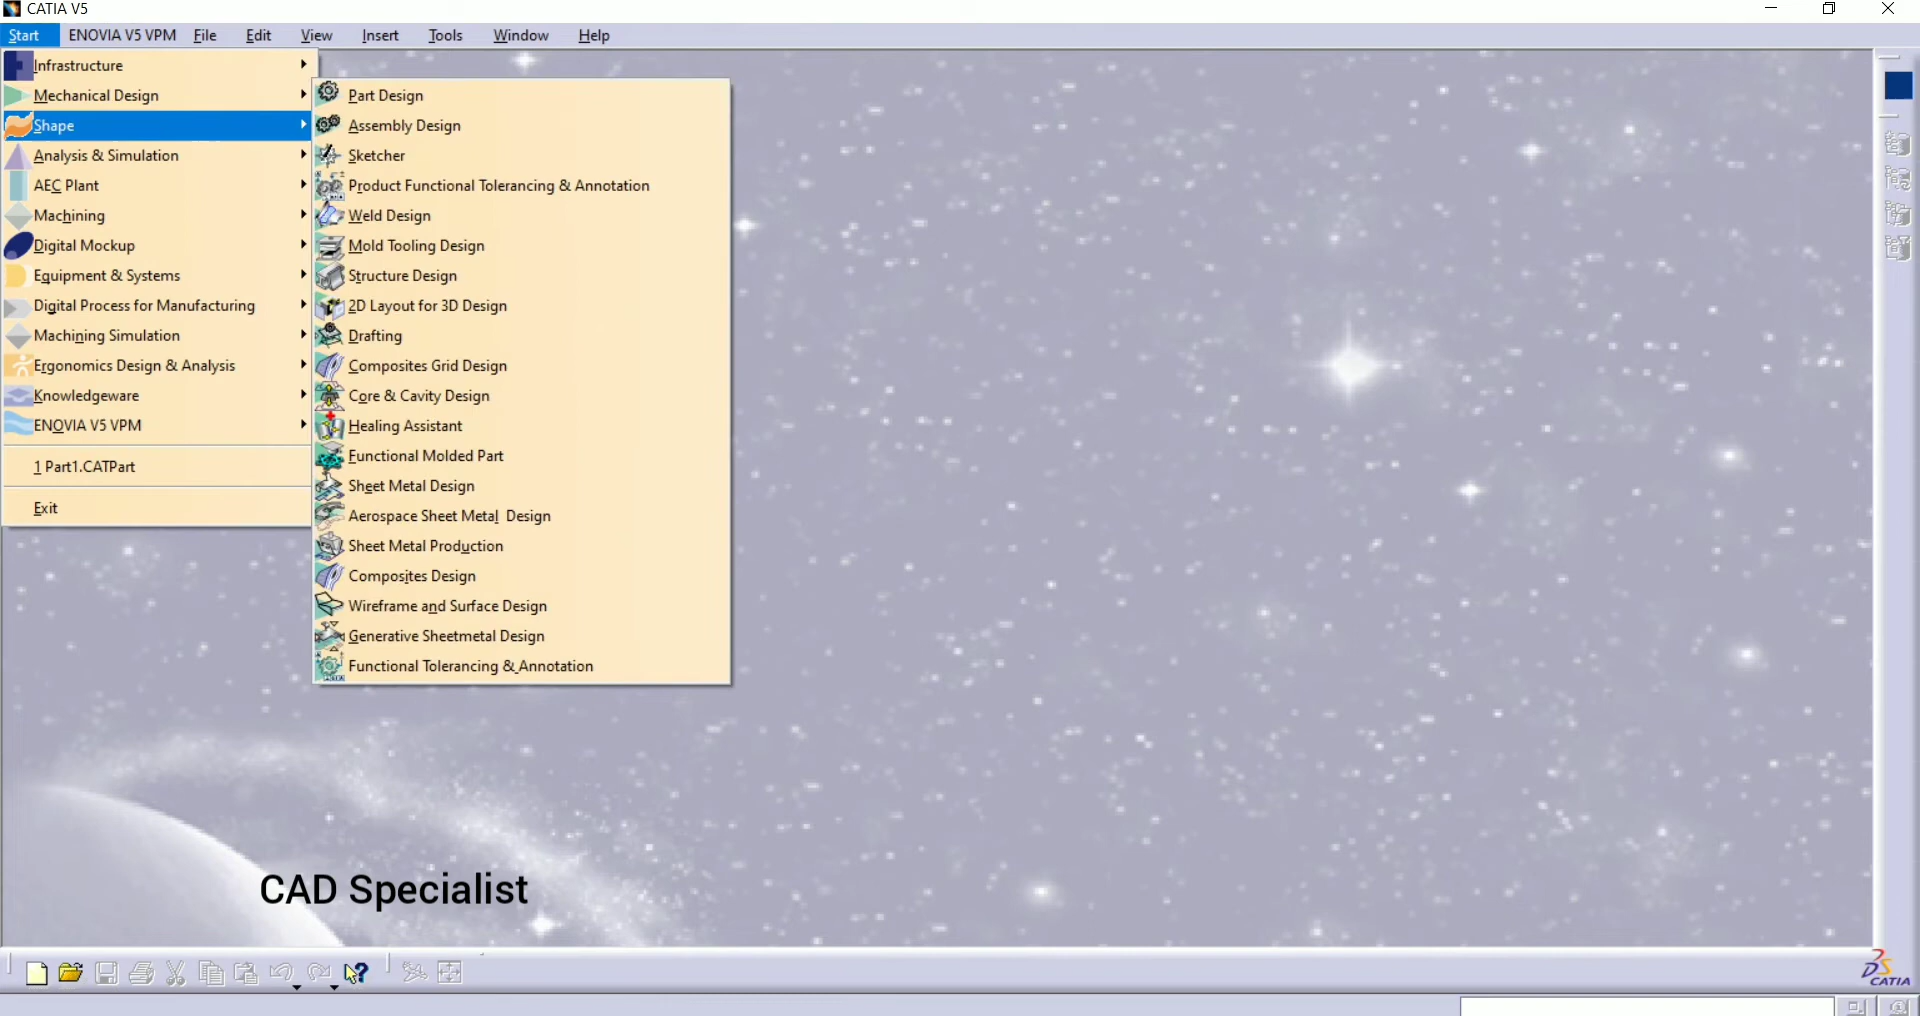 CATIA V5
Start ENOVIA V5 VPM File Edit View Insert Tools Window Help
Infrastructure
Mechanical Design
Shape
Analysis & Simulation
AEC Plant
Machining
Digital Mockup
Equipment & Systems
Digital Process for Manufacturing
Machining Simulation
Ergonomics Design & Analysis
Knowledgeware
ENOVIA V5 VPM
1 Part1.CATPart
Exit
Part Design
Assembly Design
Sketcher
Product Functional Tolerancing & Annotation
Weld Design
Mold Tooling Design
Structure Design
2D Layout for 3D Design
Drafting
Composites Grid Design
Core & Cavity Design
Healing Assistant
Functional Molded Part
Sheet Metal Design
Aerospace Sheet Metal Design
Sheet Metal Production
Composites Design
Wireframe and Surface Design
Generative Sheetmetal Design
Functional Tolerancing & Annotation
CAD Specialist
CATIA